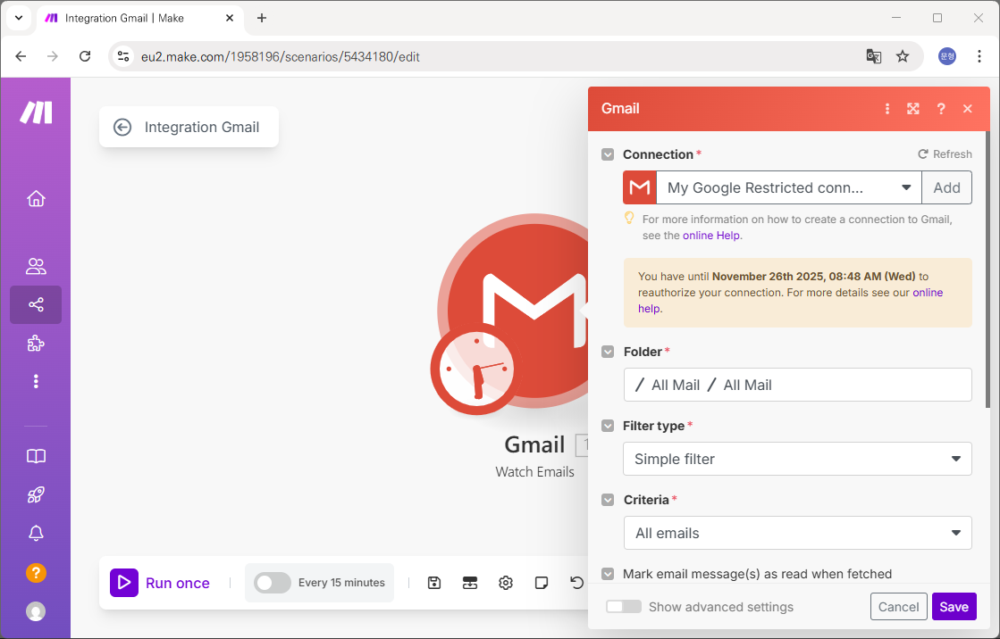 Integration Gmail | Make
eu2.make.com/1958196/scenarios/5434180/edit
문형
Integration Gmail
Gmail
?
Connection *
Refresh
My Google Restricted conn...
Add
For more information on how to create a connection to Gmail,
see the online Help.
You have until November 26th 2025, 08:48 AM (Wed) to
reauthorize your connection. For more details see our online
help.
Folder *
/ All Mail / All Mail
Filter type *
Simple filter
Criteria *
All emails
Mark email message(s) as read when fetched
Show advanced settings
Cancel
Save
Gmail
1
Watch Emails
Run once
Every 15 minutes
?